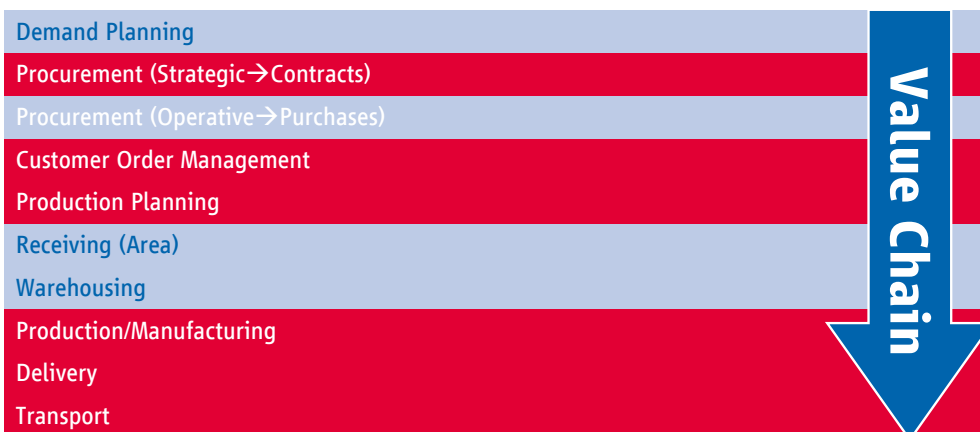 Demand Planning
Procurement (Strategic→Contracts)
Procurement (Operative→Purchases)
Customer Order Management
Production Planning
Receiving (Area)
Warehousing
Production/Manufacturing
Delivery
Transport
Value Chain